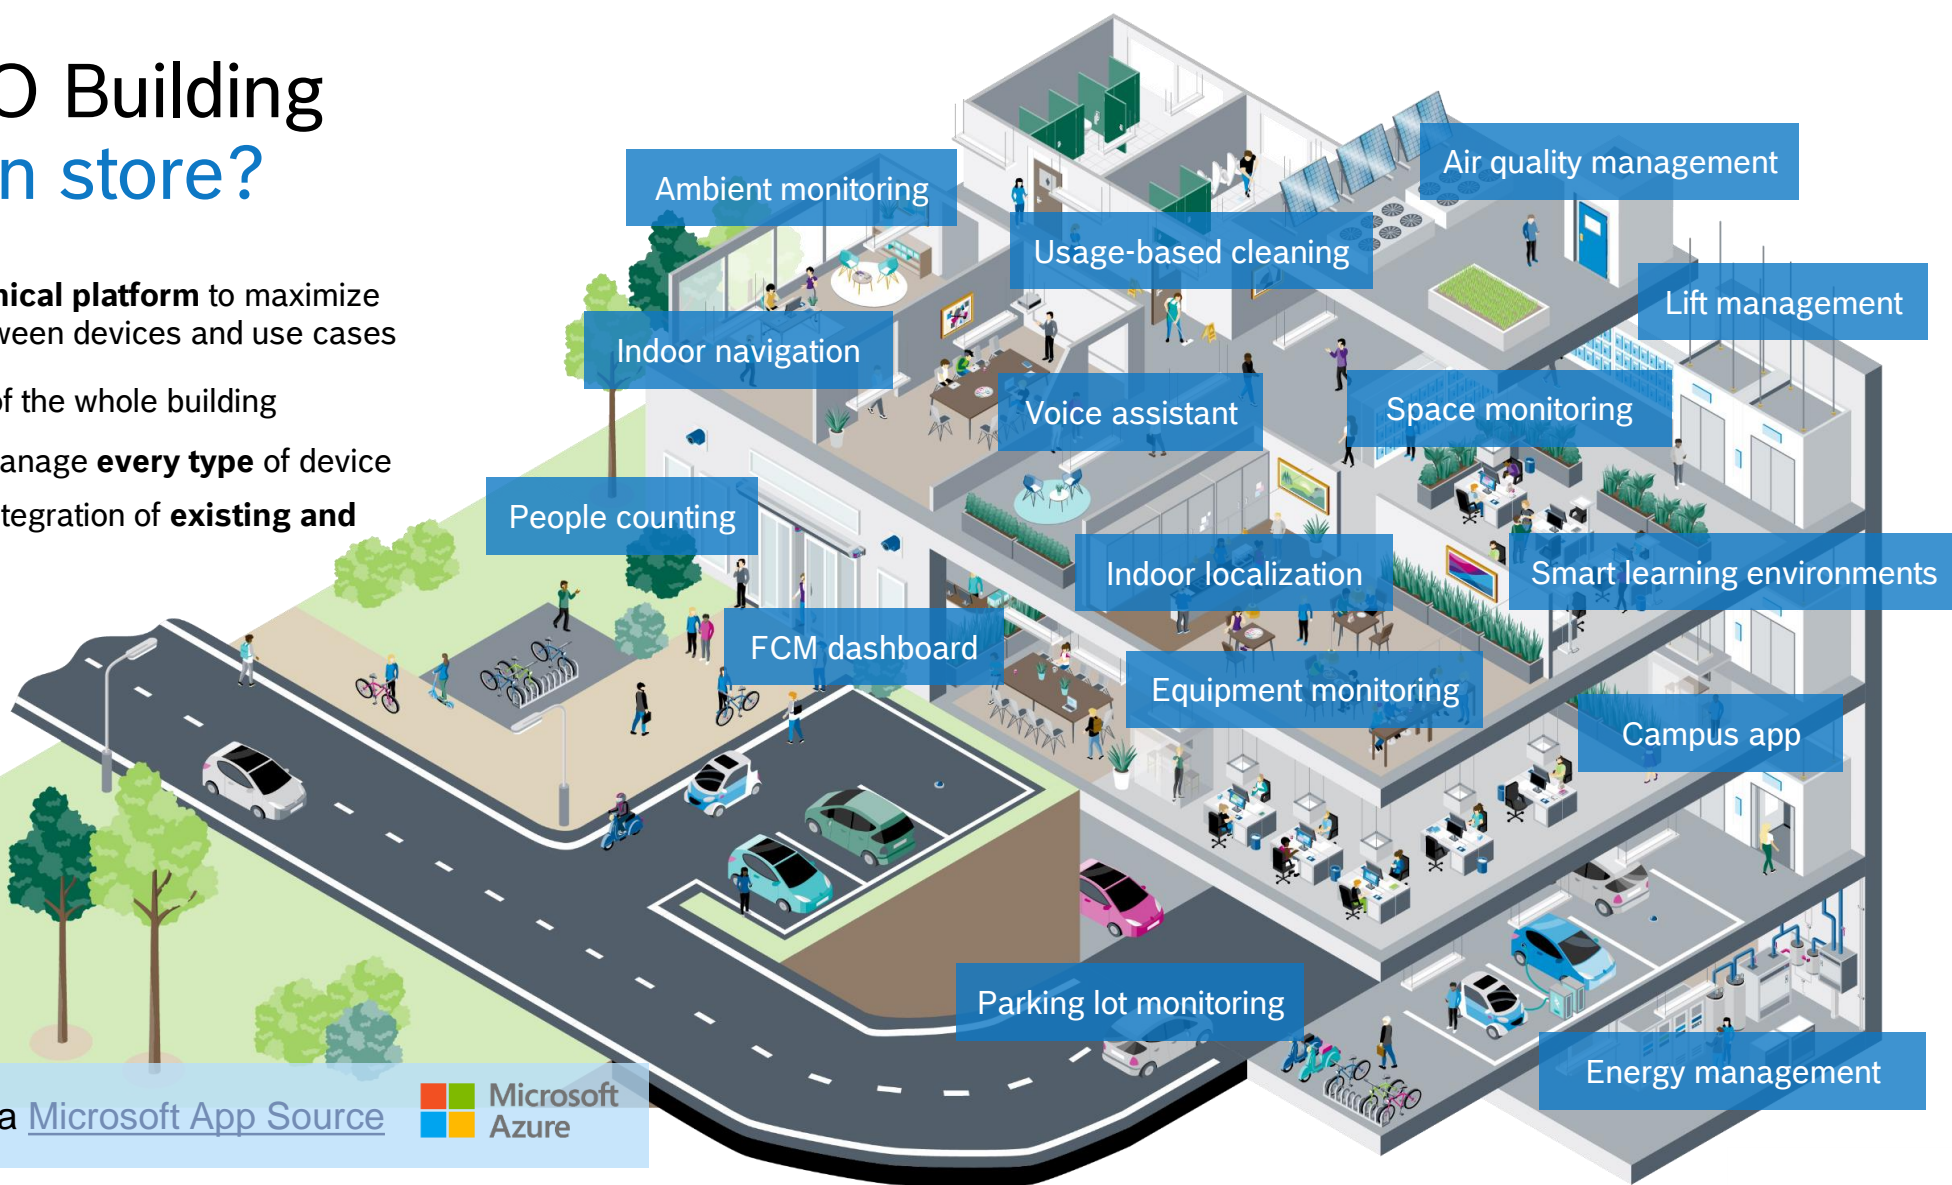 O Building
n store?
nical platform to maximize
ween devices and use cases
of the whole building
anage every type of device
tegration of existing and
Ambient monitoring
Air quality management
Usage-based cleaning
Lift management
Indoor navigation
Voice assistant
Space monitoring
People counting
Indoor localization
Smart learning environments
FCM dashboard
Equipment monitoring
Campus app
Parking lot monitoring
Energy management
a Microsoft App Source
Microsoft
Azure